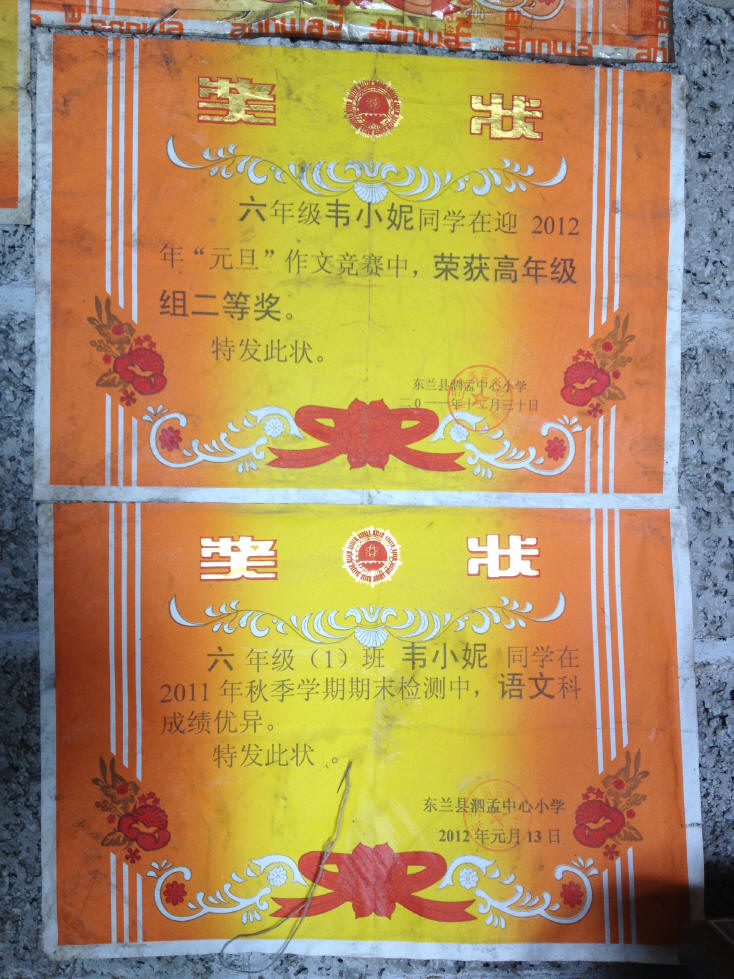 奖 状
六年级韦小妮同学在迎 2012
年“元旦”作文竞赛中，荣获高年级
组二等奖。
特发此状。
东兰县泗孟中心小学
二0一一年十二月三十日
奖 状
六 年级（1）班 韦小妮 同学在
2011 年秋季学期期末检测中，语文科
成绩优异。
特发此状 。
东兰县泗孟中心小学
2012 年元月 13 日